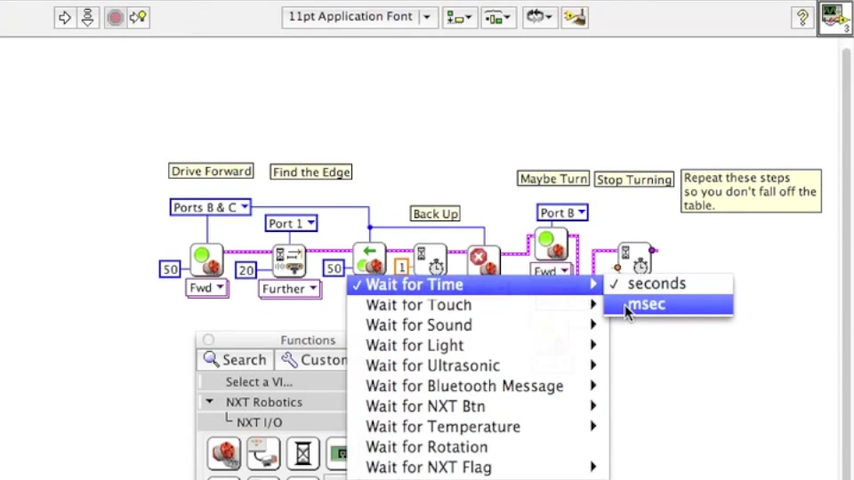 11pt Application Font
?
3
Drive Forward
Find the Edge
Maybe Turn
Stop Turning
Repeat these steps
so you don't fall off the
table.
Ports B & C
Port 1
Back Up
Port B
50
20
50
1
Fwd
Further
Fwd
✓ Wait for Time
Wait for Touch
Wait for Sound
Wait for Light
Wait for Ultrasonic
Wait for Bluetooth Message
Wait for NXT Btn
Wait for Temperature
Wait for Rotation
Wait for NXT Flag
✓ seconds
msec
Functions
Search
Custom
Select a VI...
NXT Robotics
NXT I/O